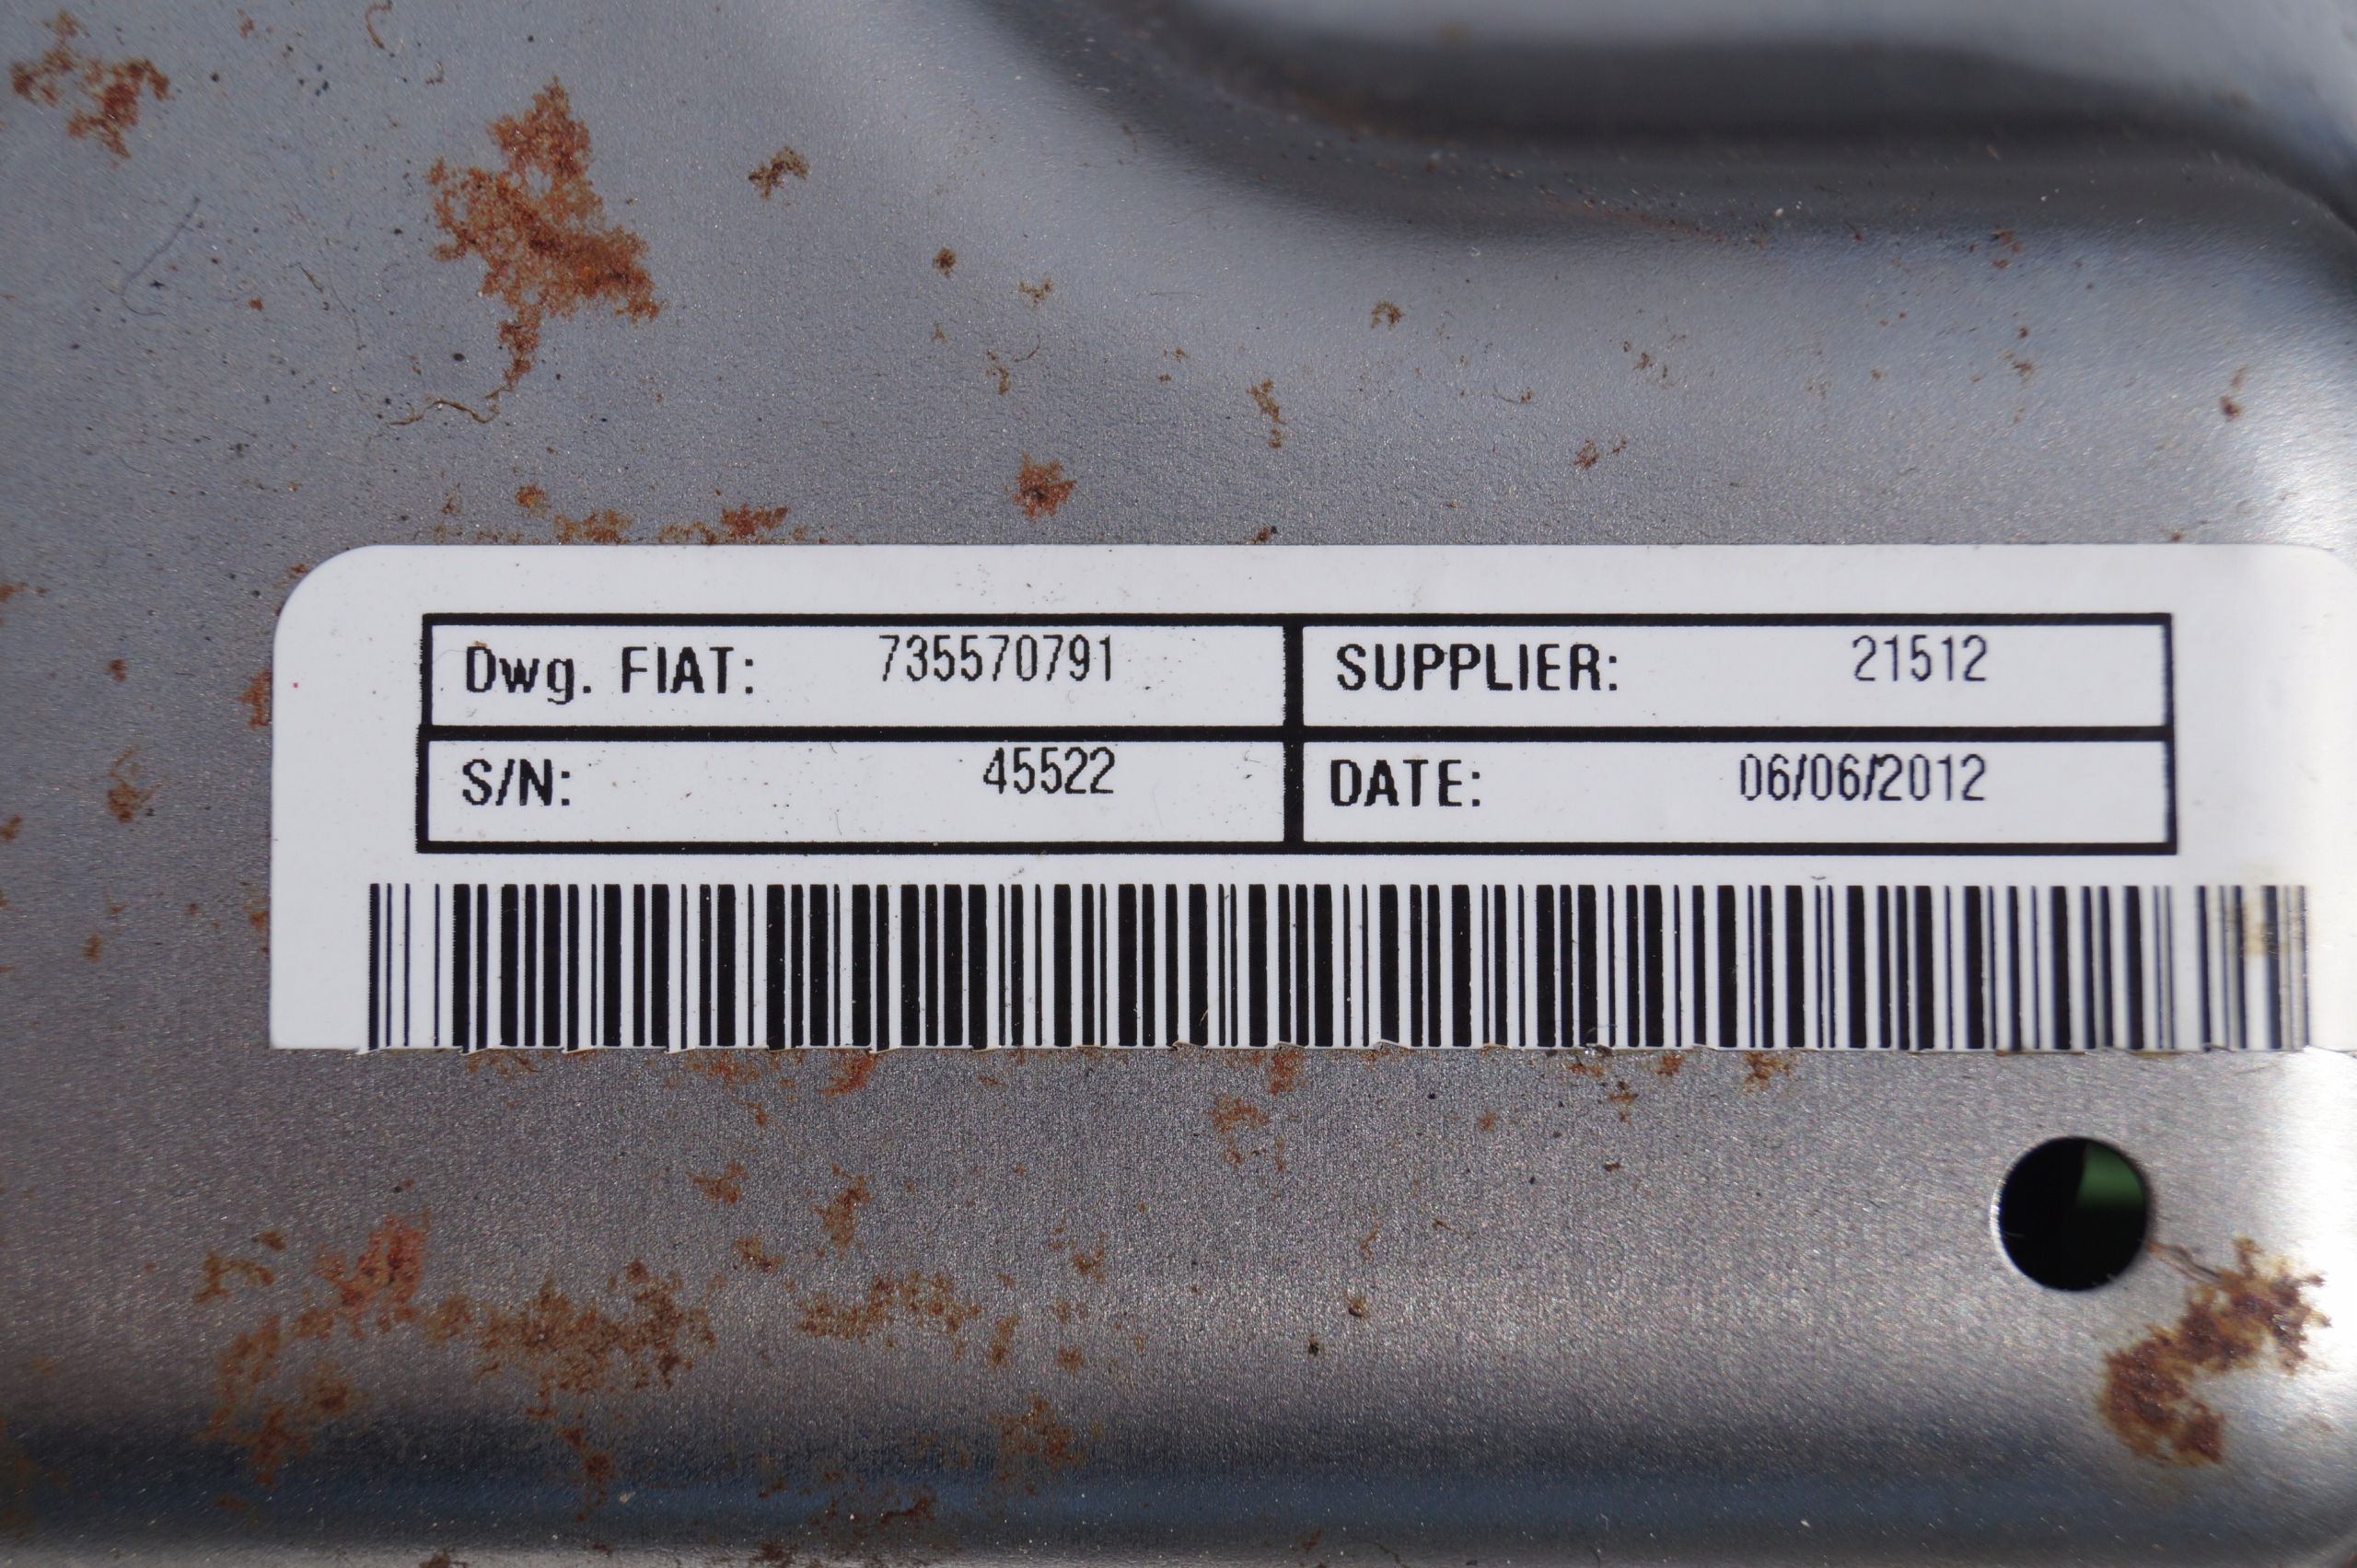 Dwg. FIAT: 735570791 SUPPLIER: 21512
S/N: 45522 DATE: 06/06/2012